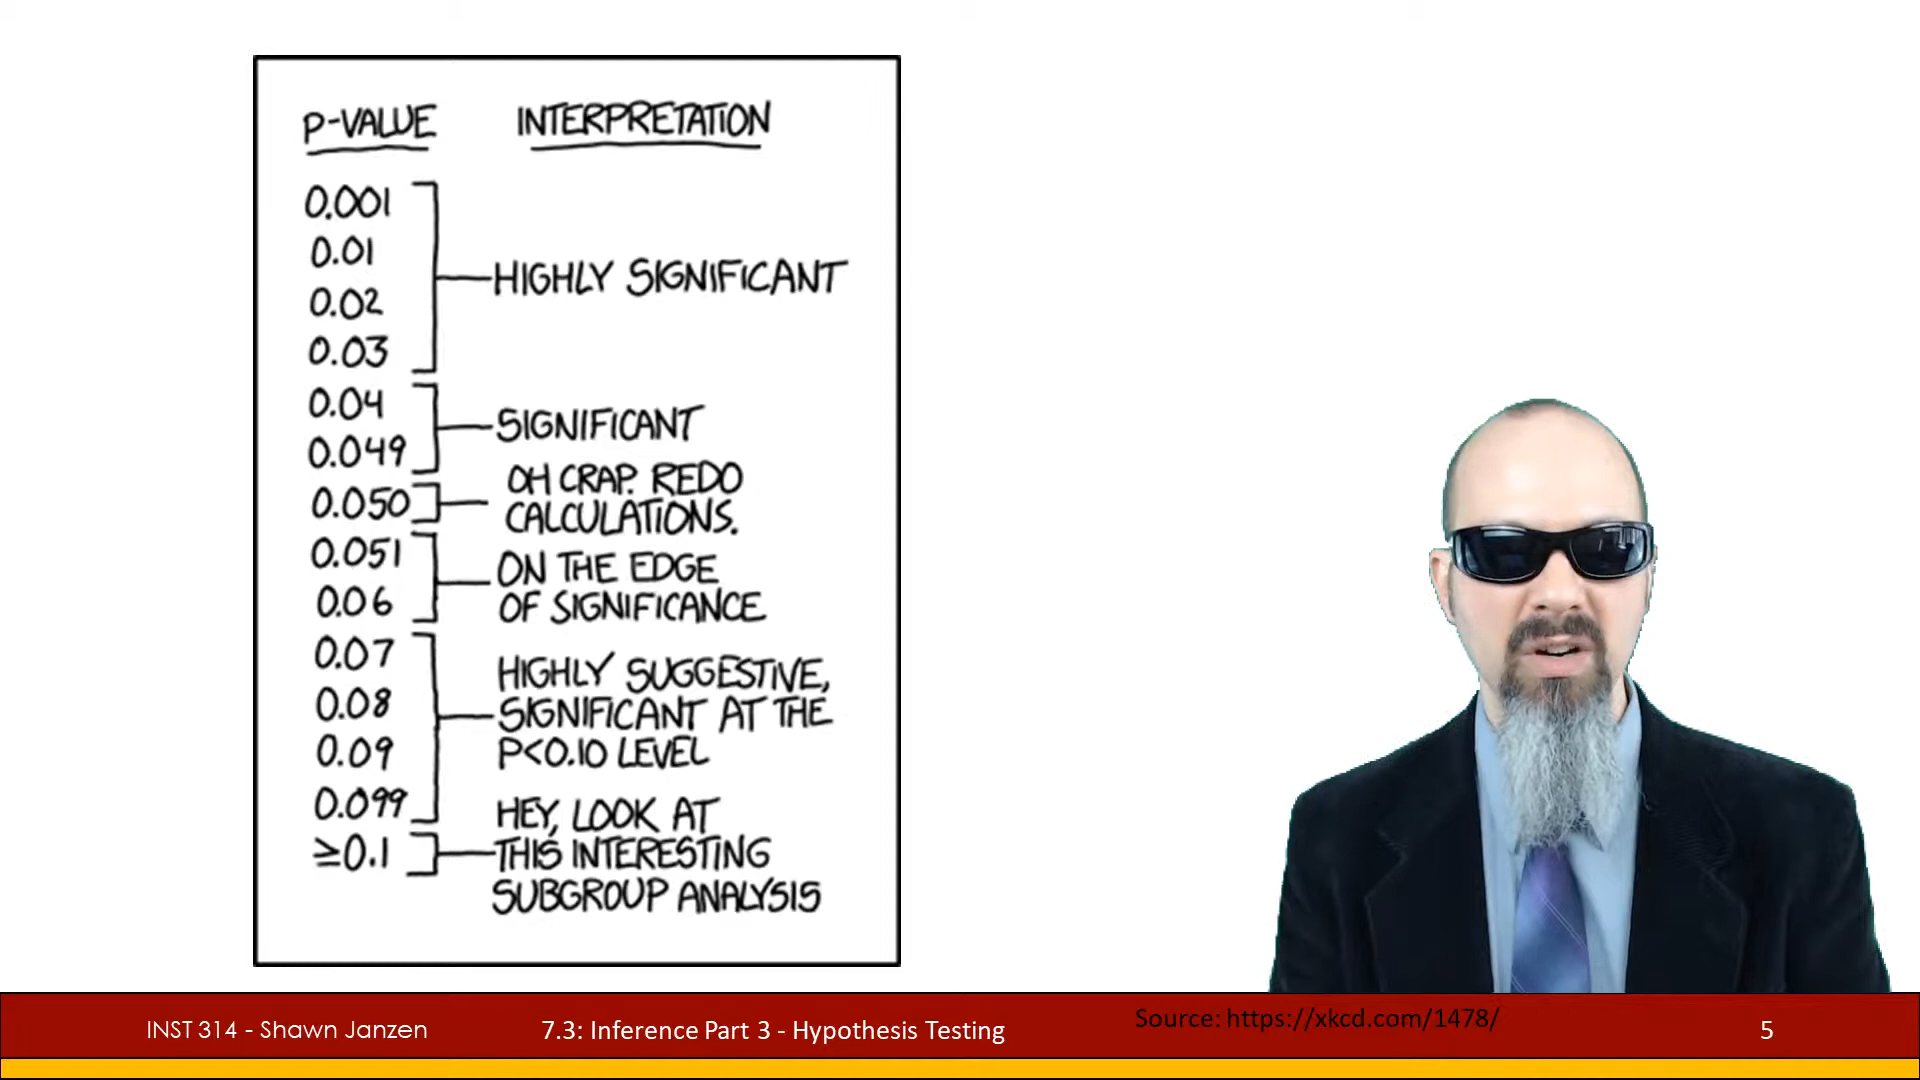 P-VALUE INTERPRETATION
0.001
0.01
0.02
0.03
HIGHLY SIGNIFICANT
0.04
0.049
SIGNIFICANT
0.050
OH CRAP. REDO
CALCULATIONS.
0.051
0.06
ON THE EDGE
OF SIGNIFICANCE
0.07
0.08
0.09
0.099
HIGHLY SUGGESTIVE,
SIGNIFICANT AT THE
P<0.10 LEVEL
≥0.1
HEY, LOOK AT
THIS INTERESTING
SUBGROUP ANALYSIS
INST 314 - Shawn Janzen
7.3: Inference Part 3 - Hypothesis Testing
Source: https://xkcd.com/1478/
5